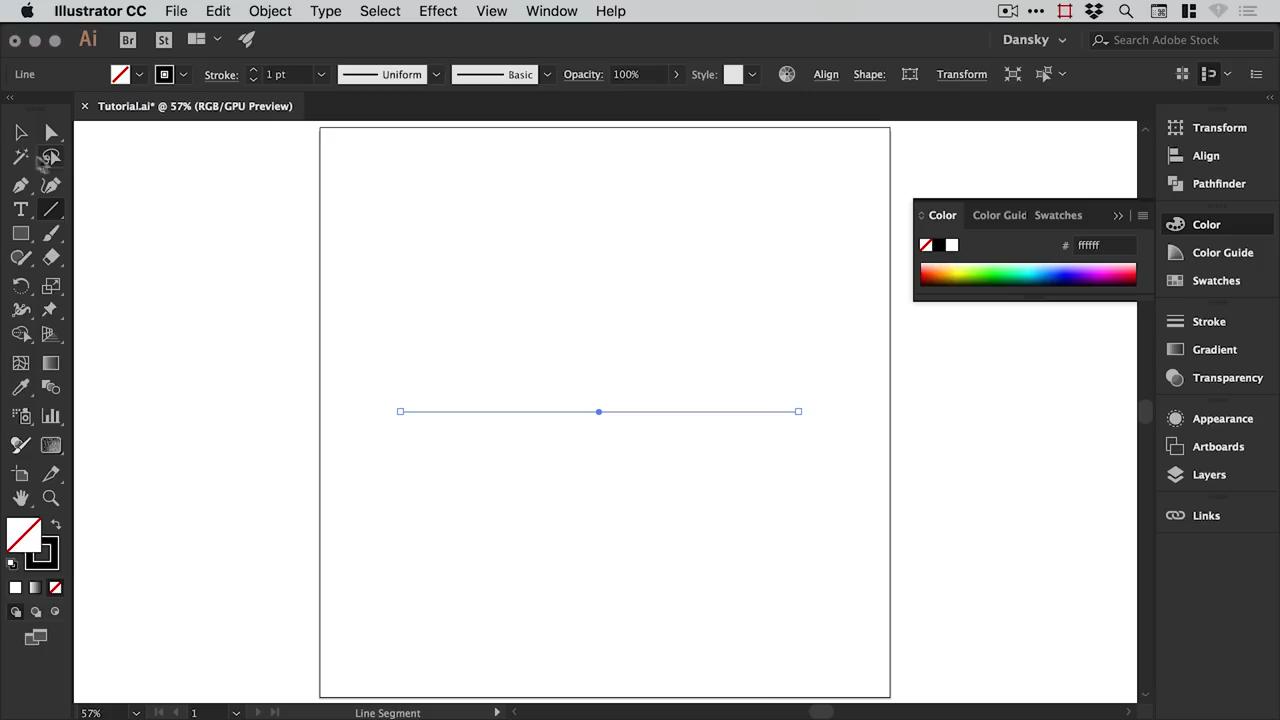 Illustrator CC File Edit Object Type Select Effect View Window Help
Ai Br St Dansky Search Adobe Stock
Line Stroke: 1 pt Uniform Basic Opacity: 100% Style: Align Shape: Transform
× Tutorial.ai* @ 57% (RGB/GPU Preview)
Transform
Align
Pathfinder
Color Color Guid Swatches
Color
# ffffff
Color Guide
Swatches
Stroke
Gradient
Transparency
Appearance
Artboards
Layers
Links
57% 1 Line Segment